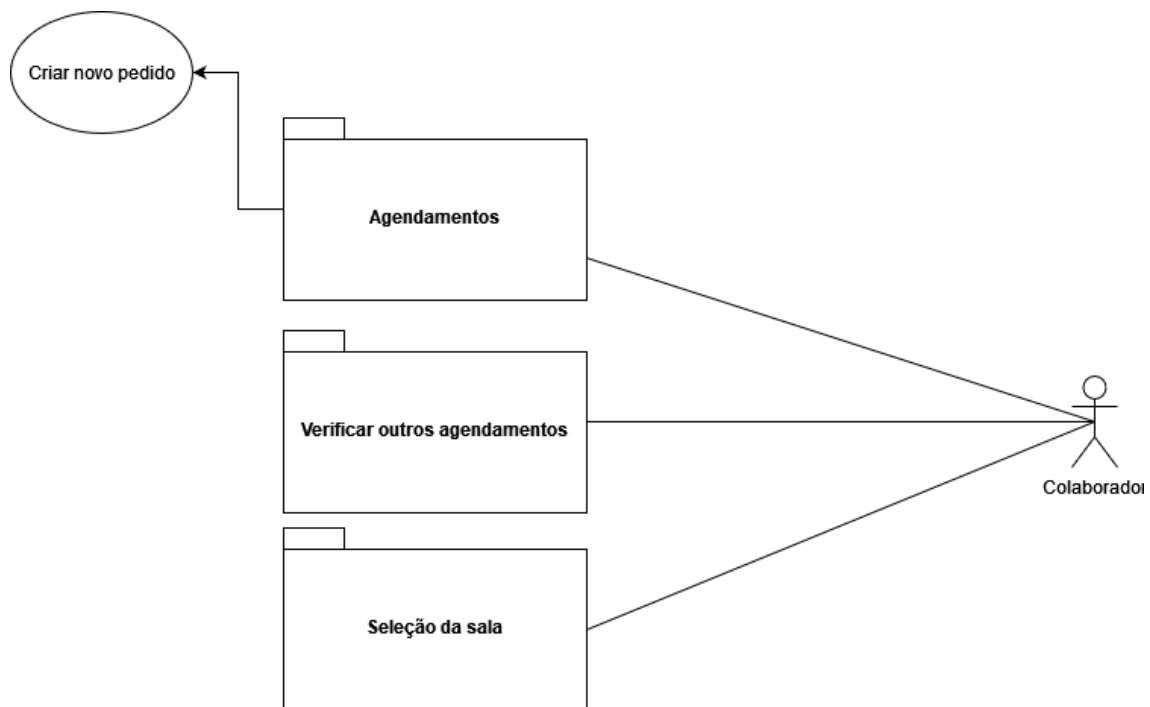 Criar novo pedido
Agendamentos
Verificar outros agendamentos
Colaborador
Seleção da sala